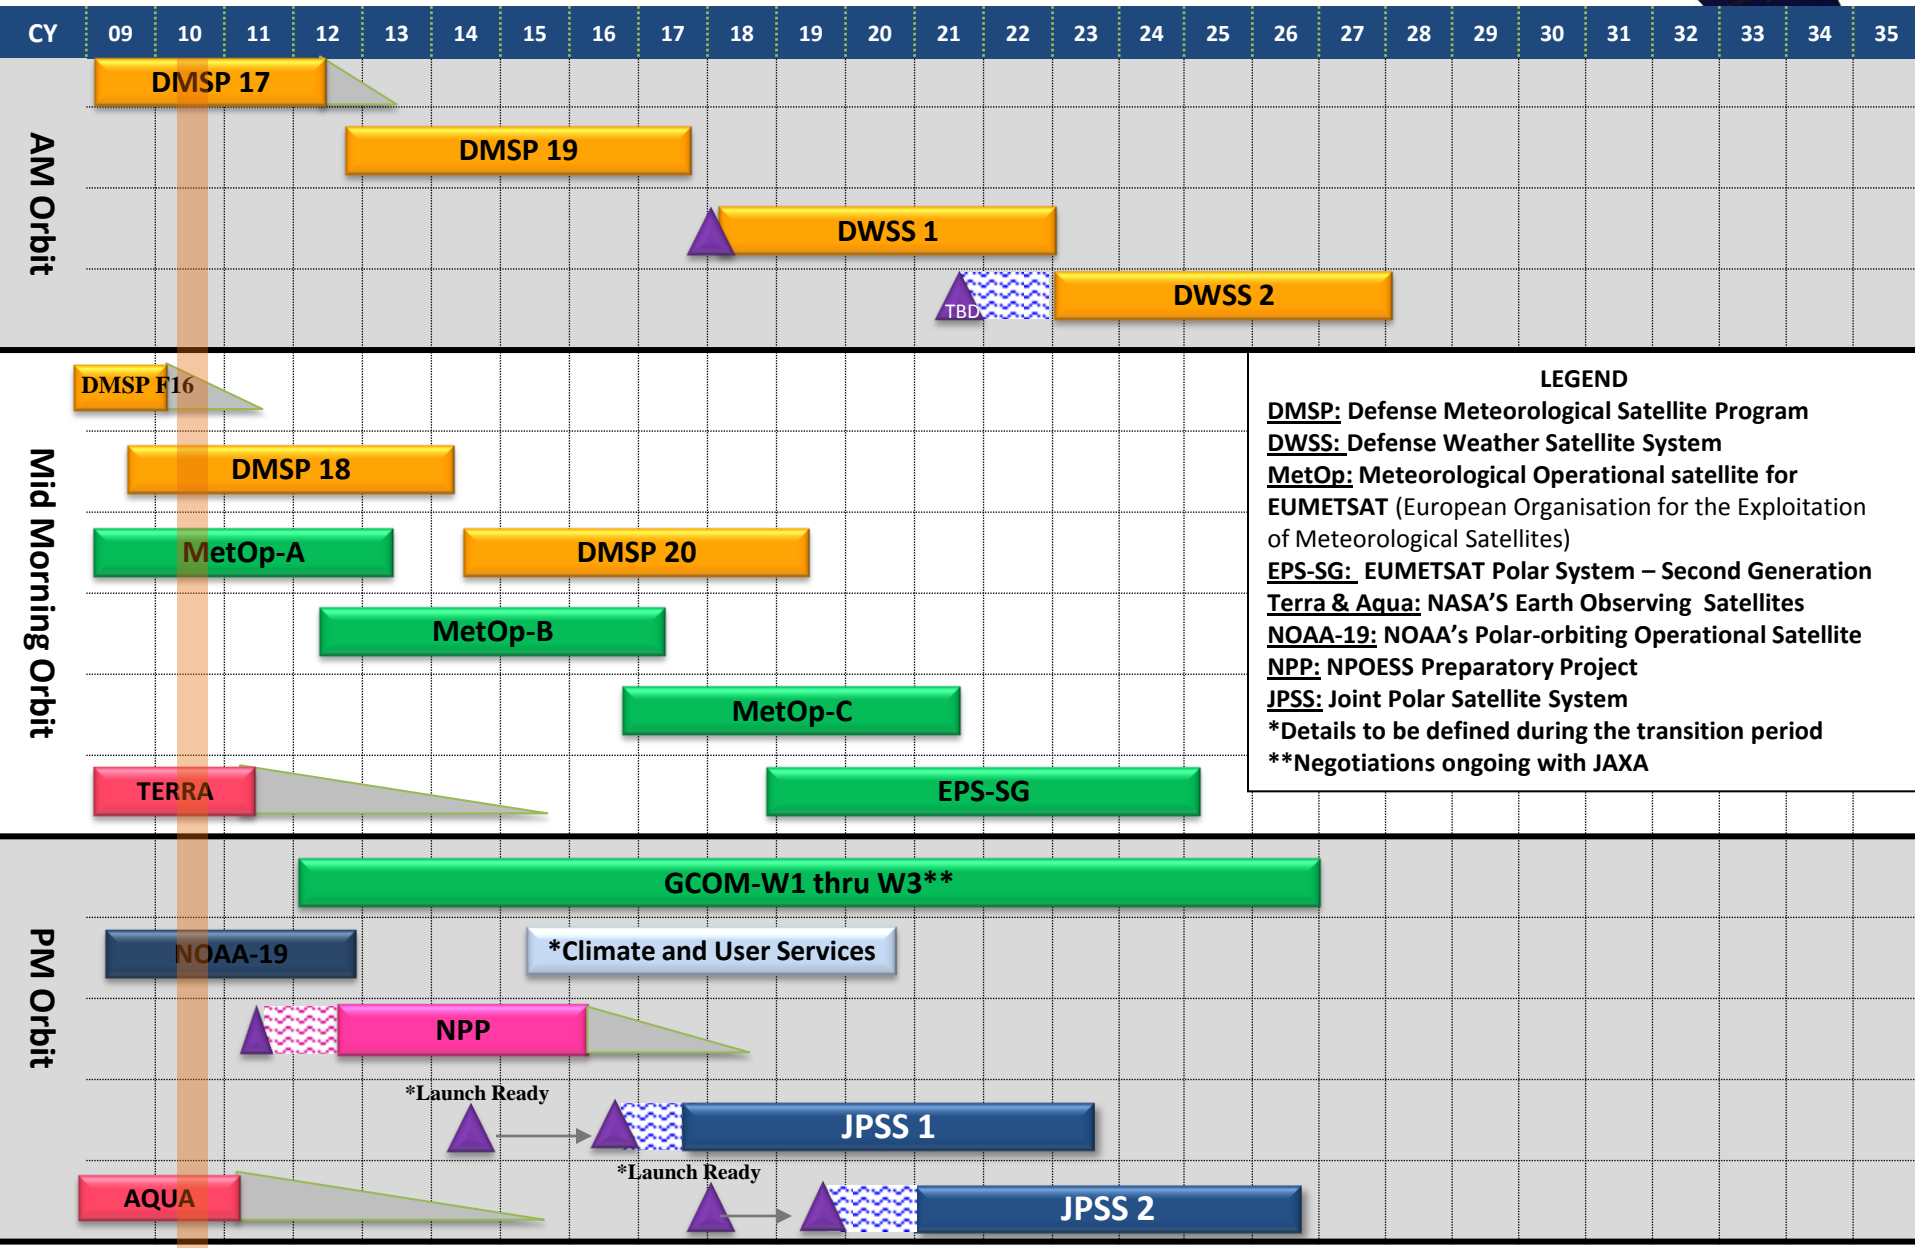 CY 09 10 11 12 13 14 15 16 17 18 19 20 21 22 23 24 25 26 27 28 29 30 31 32 33 34 35
AM Orbit
DMSP 17
DMSP 19
DWSS 1
TBD
DWSS 2
Mid Morning Orbit
DMSP F16
DMSP 18
MetOp-A
DMSP 20
MetOp-B
MetOp-C
TERRA
EPS-SG
LEGEND
DMSP: Defense Meteorological Satellite Program
DWSS: Defense Weather Satellite System
MetOp: Meteorological Operational satellite for
EUMETSAT (European Organisation for the Exploitation
of Meteorological Satellites)
EPS-SG: EUMETSAT Polar System – Second Generation
Terra & Aqua: NASA'S Earth Observing Satellites
NOAA-19: NOAA's Polar-orbiting Operational Satellite
NPP: NPOESS Preparatory Project
JPSS: Joint Polar Satellite System
*Details to be defined during the transition period
**Negotiations ongoing with JAXA
PM Orbit
GCOM-W1 thru W3**
NOAA-19
*Climate and User Services
NPP
*Launch Ready
JPSS 1
*Launch Ready
AQUA
JPSS 2